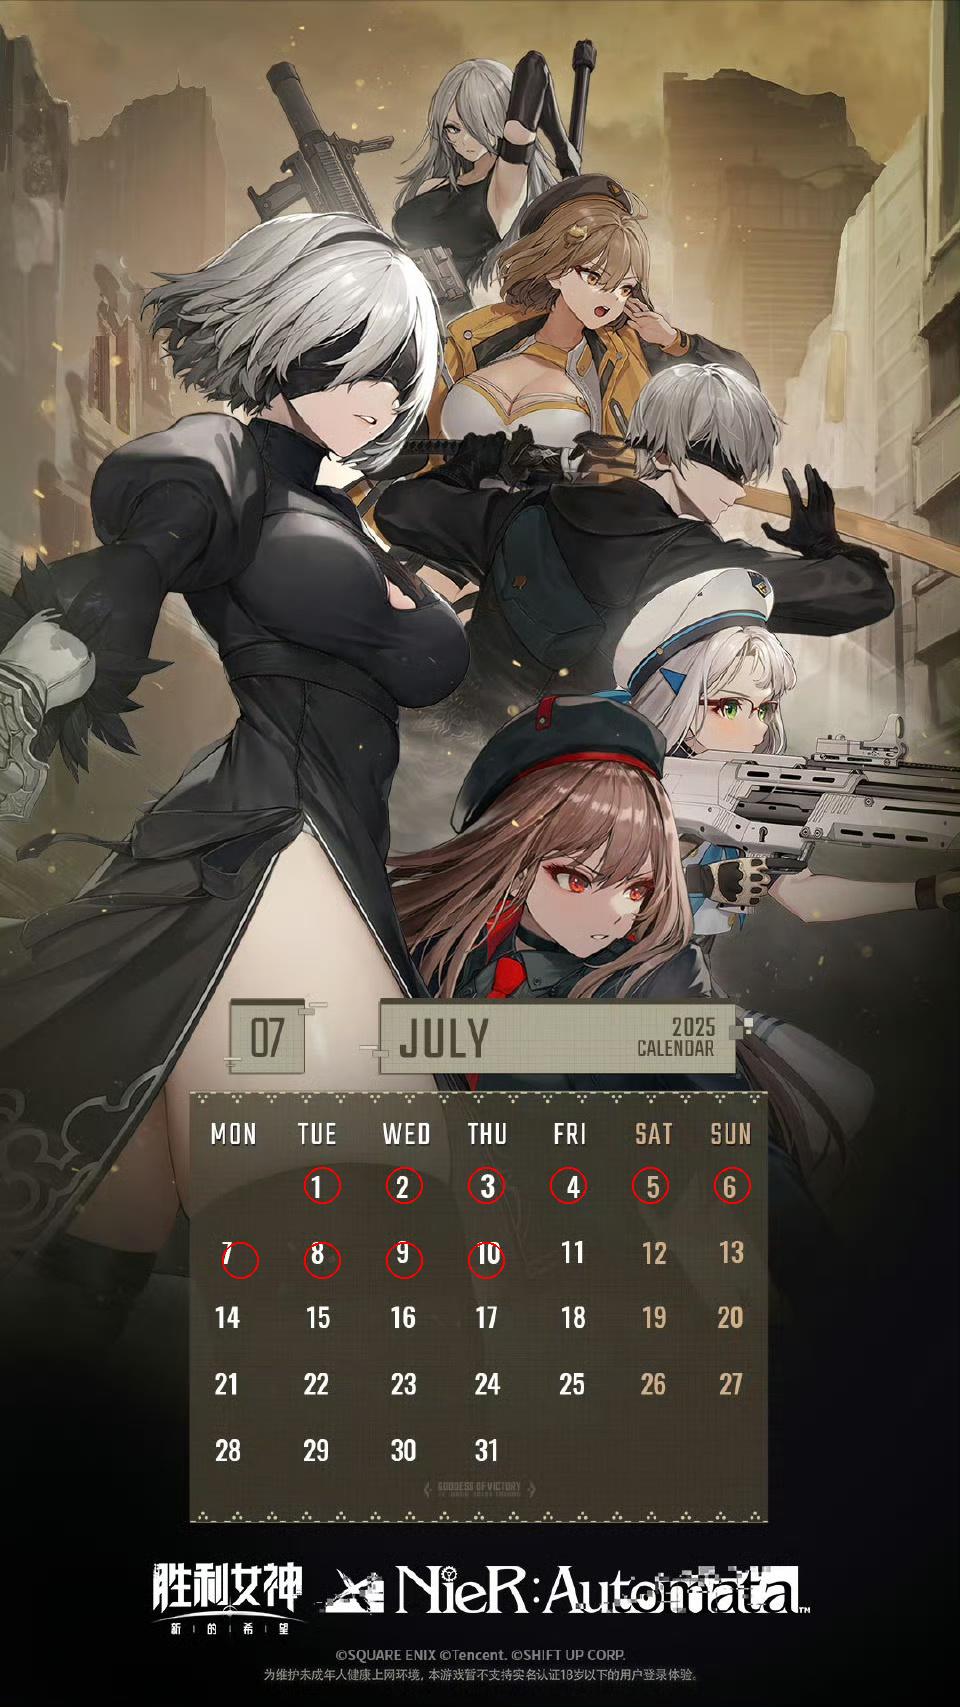 07
JULY
2025
CALENDAR
MON TUE WED THU FRI SAT SUN
1 2 3 4 5 6
7 8 9 10 11 12 13
14 15 16 17 18 19 20
21 22 23 24 25 26 27
28 29 30 31
GODDESS OF VICTORY
胜利女神
新的希望
NieR:Automata™
©SQUARE ENIX ©Tencent. ©SHIFT UP CORP.
为维护未成年人健康上网环境，本游戏暂不支持实名认证18岁以下的用户登录体验。